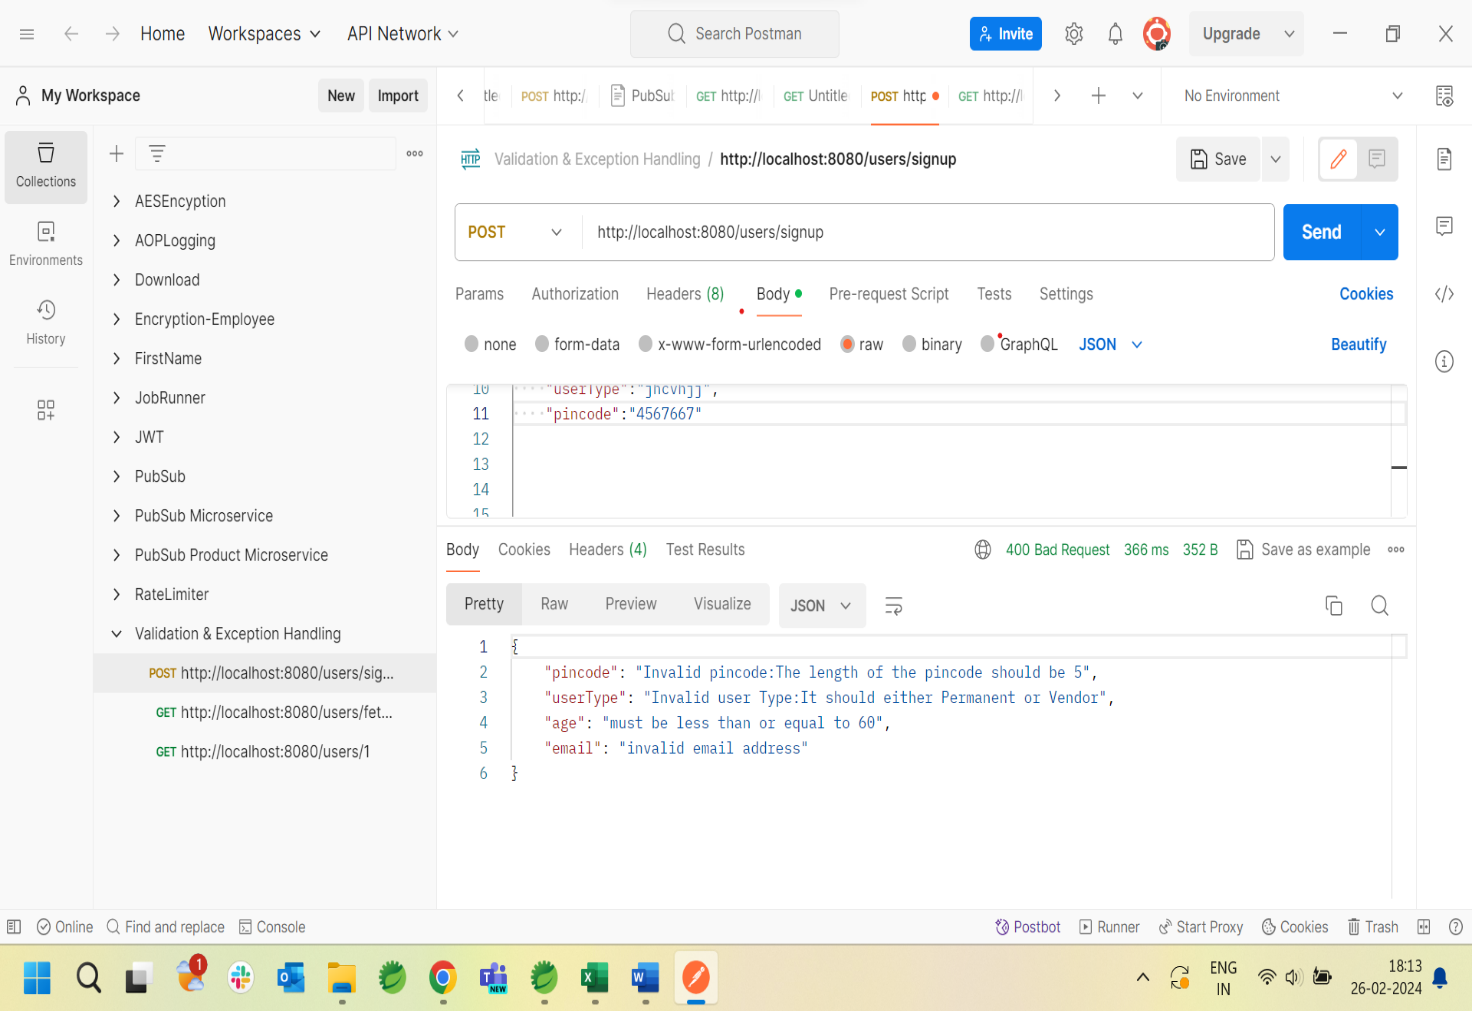 Home Workspaces API Network Search Postman Invite Upgrade
My Workspace New Import tle POST http:/ PubSu GET http://l Untitle POST http GET http://l No Environment
Collections
Environments
History
AESEncyption
AOPLogging
Download
Encryption-Employee
FirstName
JobRunner
JWT
PubSub
PubSub Microservice
PubSub Product Microservice
RateLimiter
Validation & Exception Handling
POST http://localhost:8080/users/sig...
GET http://localhost:8080/users/fet...
GET http://localhost:8080/users/1
HTTP Validation & Exception Handling / http://localhost:8080/users/signup Save
POST http://localhost:8080/users/signup Send
Params Authorization Headers (8) Body Pre-request Script Tests Settings Cookies
none form-data x-www-form-urlencoded raw binary GraphQL JSON Beautify
10 "userType":"jhcvhjj",
11 "pincode":"4567667"
12
13
14
15
Body Cookies Headers (4) Test Results 400 Bad Request 366 ms 352 B Save as example
Pretty Raw Preview Visualize JSON
1 {
2 "pincode": "Invalid pincode:The length of the pincode should be 5",
3 "userType": "Invalid user Type:It should either Permanent or Vendor",
4 "age": "must be less than or equal to 60",
5 "email": "invalid email address"
6 }
Online Find and replace Console Postbot Runner Start Proxy Cookies Trash
1 NEW ENG 18:13
IN 26-02-2024